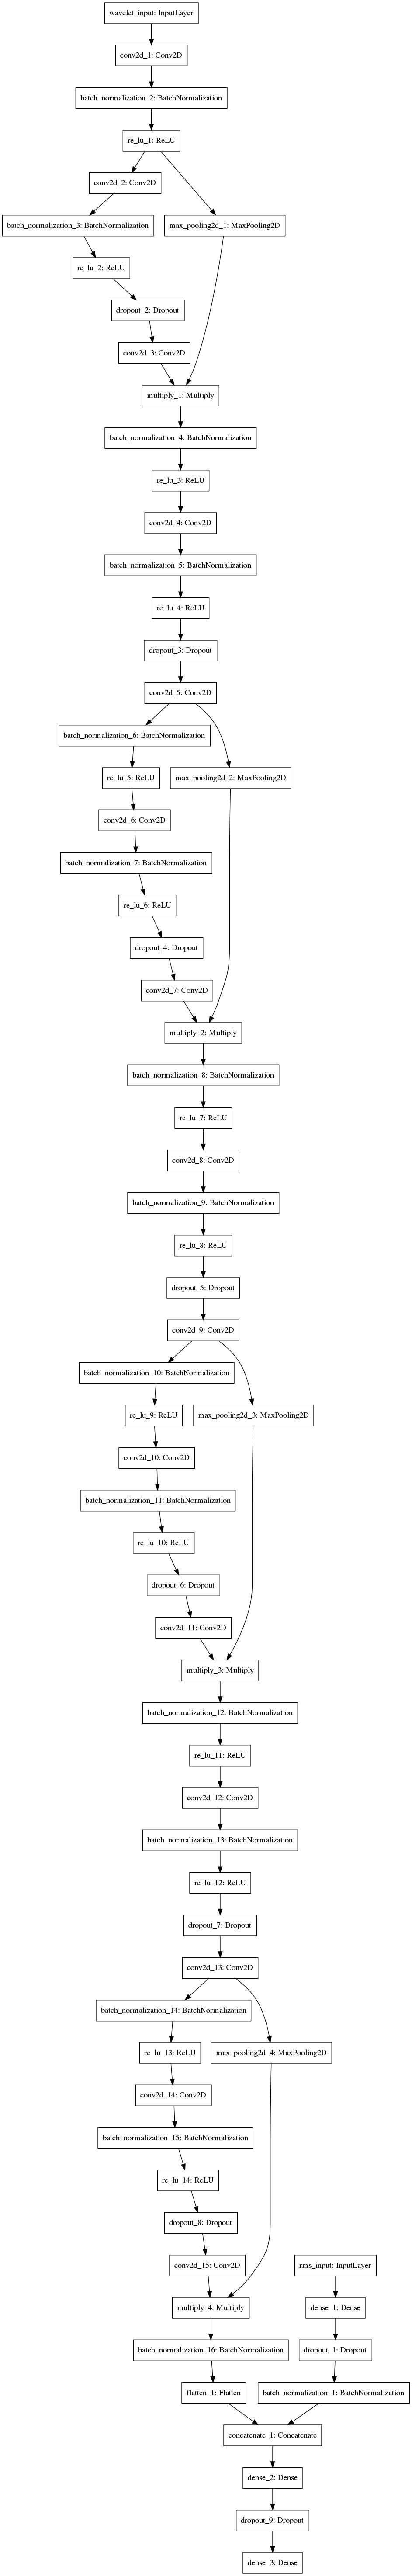 wavelet_input: InputLayer
conv2d_1: Conv2D
batch_normalization_2: BatchNormalization
re_lu_1: ReLU
conv2d_2: Conv2D
batch_normalization_3: BatchNormalization
max_pooling2d_1: MaxPooling2D
re_lu_2: ReLU
dropout_2: Dropout
conv2d_3: Conv2D
multiply_1: Multiply
batch_normalization_4: BatchNormalization
re_lu_3: ReLU
conv2d_4: Conv2D
batch_normalization_5: BatchNormalization
re_lu_4: ReLU
dropout_3: Dropout
conv2d_5: Conv2D
batch_normalization_6: BatchNormalization
re_lu_5: ReLU
max_pooling2d_2: MaxPooling2D
conv2d_6: Conv2D
batch_normalization_7: BatchNormalization
re_lu_6: ReLU
dropout_4: Dropout
conv2d_7: Conv2D
multiply_2: Multiply
batch_normalization_8: BatchNormalization
re_lu_7: ReLU
conv2d_8: Conv2D
batch_normalization_9: BatchNormalization
re_lu_8: ReLU
dropout_5: Dropout
conv2d_9: Conv2D
batch_normalization_10: BatchNormalization
re_lu_9: ReLU
max_pooling2d_3: MaxPooling2D
conv2d_10: Conv2D
batch_normalization_11: BatchNormalization
re_lu_10: ReLU
dropout_6: Dropout
conv2d_11: Conv2D
multiply_3: Multiply
batch_normalization_12: BatchNormalization
re_lu_11: ReLU
conv2d_12: Conv2D
batch_normalization_13: BatchNormalization
re_lu_12: ReLU
dropout_7: Dropout
conv2d_13: Conv2D
batch_normalization_14: BatchNormalization
re_lu_13: ReLU
max_pooling2d_4: MaxPooling2D
conv2d_14: Conv2D
batch_normalization_15: BatchNormalization
re_lu_14: ReLU
dropout_8: Dropout
conv2d_15: Conv2D
rms_input: InputLayer
multiply_4: Multiply
dense_1: Dense
batch_normalization_16: BatchNormalization
dropout_1: Dropout
flatten_1: Flatten
batch_normalization_1: BatchNormalization
concatenate_1: Concatenate
dense_2: Dense
dropout_9: Dropout
dense_3: Dense